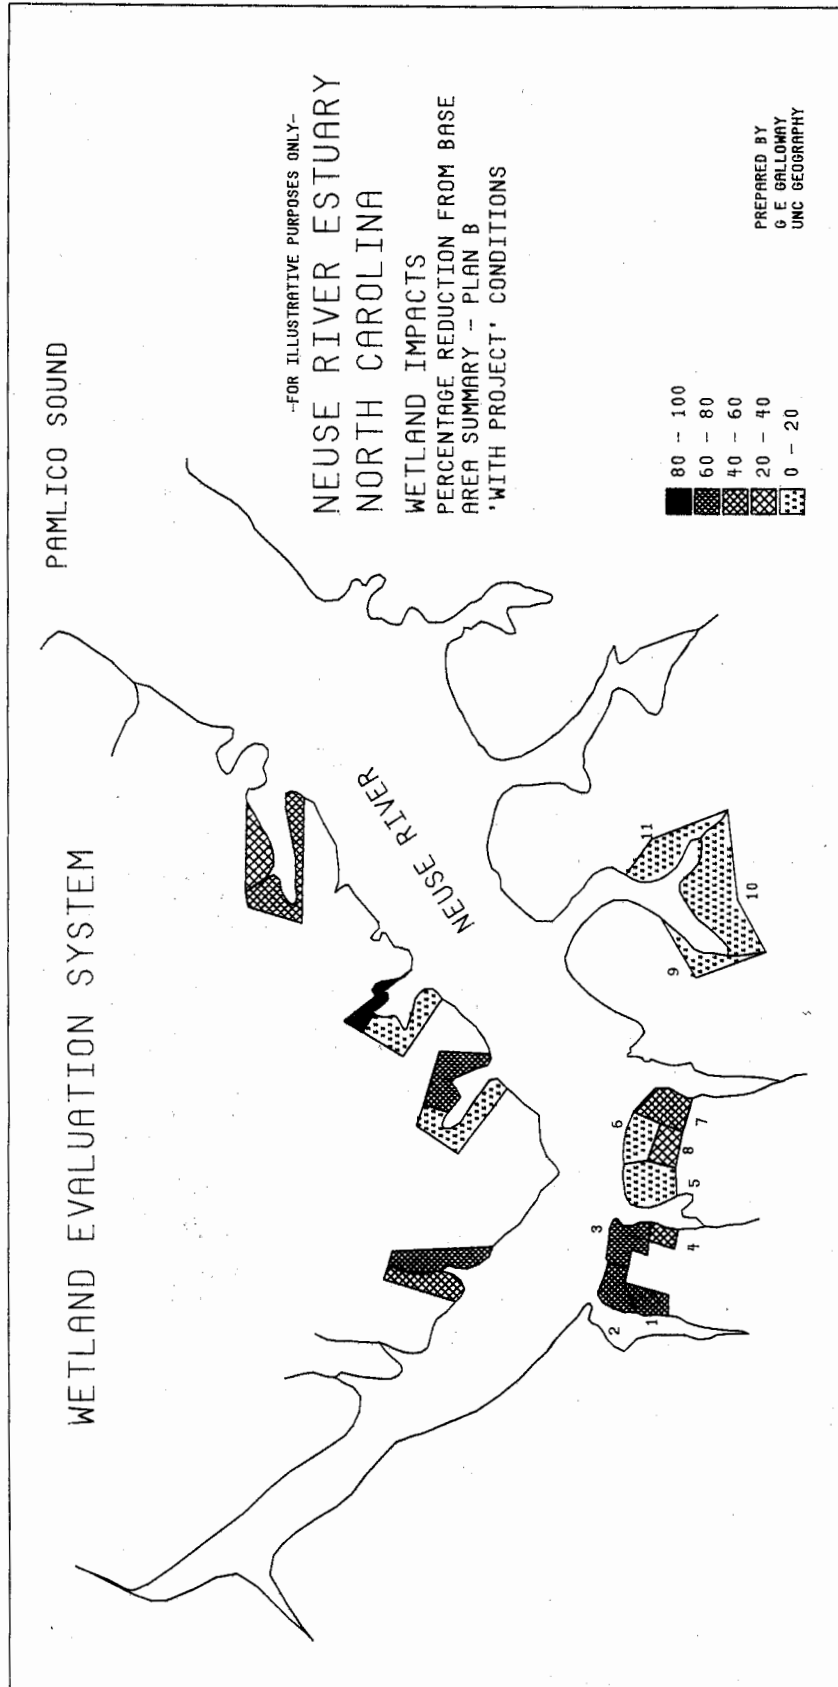 WETLAND EVALUATION SYSTEM
PAMLICO SOUND
-FOR ILLUSTRATIVE PURPOSES ONLY-
NEUSE RIVER ESTUARY
NORTH CAROLINA
WETLAND IMPACTS
PERCENTAGE REDUCTION FROM BASE
AREA SUMMARY - PLAN B
'WITH PROJECT' CONDITIONS
NEUSE RIVER
80 - 100
60 - 80
40 - 60
20 - 40
0 - 20
PREPARED BY
G E GALLOWAY
UNC GEOGRAPHY
1
2
3
4
5
6
7
8
9
10
11